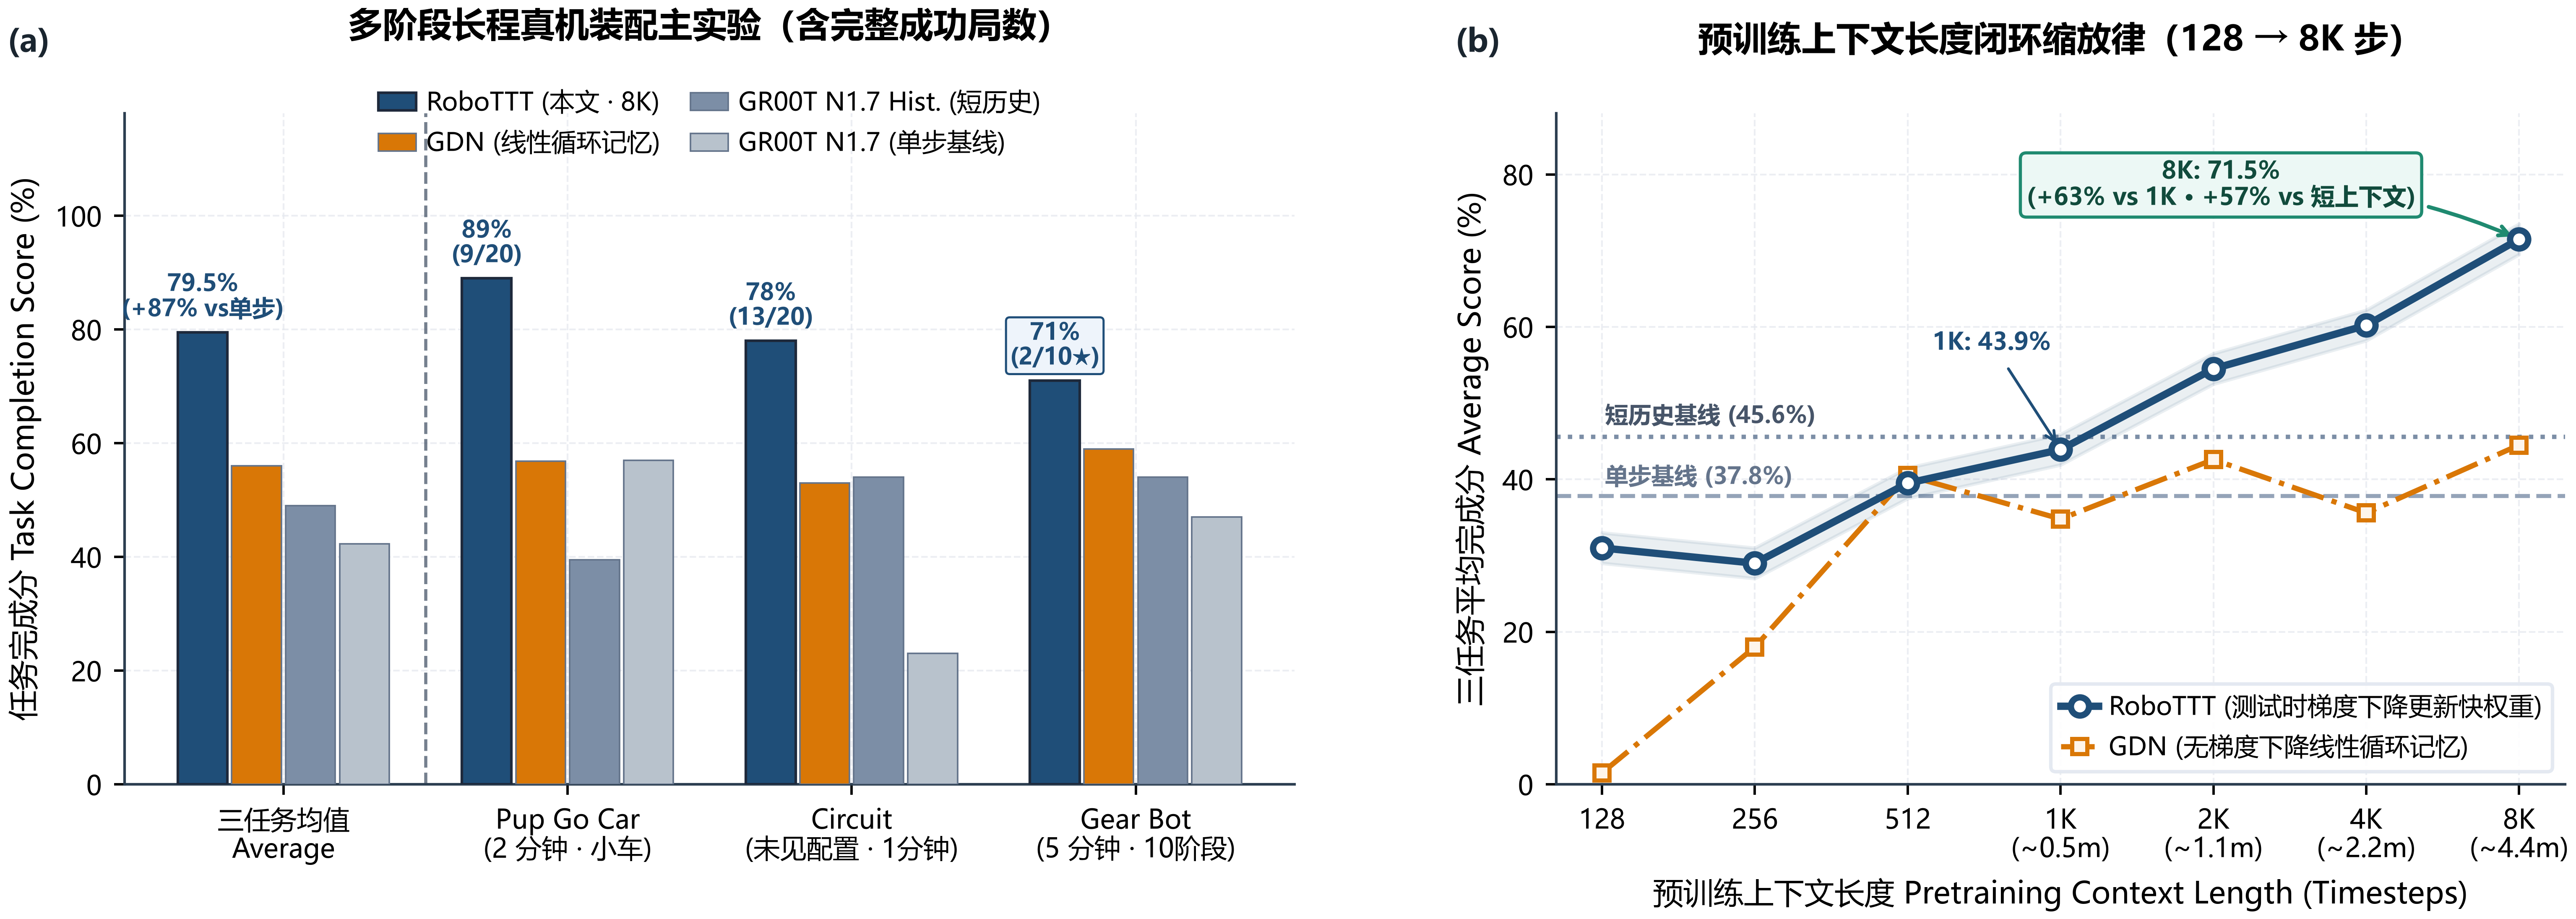 (a)
多阶段长程真机装配主实验（含完整成功局数）
RoboTTT (本文 · 8K)
GDN (线性循环记忆)
GR00T N1.7 Hist. (短历史)
GR00T N1.7 (单步基线)
任务完成分 Task Completion Score (%)
100
80
60
40
20
0
79.5%
(+87% vs单步)
89%
(9/20)
78%
(13/20)
71%
(2/10★)
三任务均值
Average
Pup Go Car
(2 分钟 · 小车)
Circuit
(未见配置 · 1分钟)
Gear Bot
(5 分钟 · 10阶段)
(b)
预训练上下文长度闭环缩放律（128 → 8K 步）
三任务平均完成分 Average Score (%)
80
60
40
20
0
8K: 71.5%
(+63% vs 1K • +57% vs 短上下文)
1K: 43.9%
短历史基线 (45.6%)
单步基线 (37.8%)
RoboTTT (测试时梯度下降更新快权重)
GDN (无梯度下降线性循环记忆)
128
256
512
1K
(~0.5m)
2K
(~1.1m)
4K
(~2.2m)
8K
(~4.4m)
预训练上下文长度 Pretraining Context Length (Timesteps)